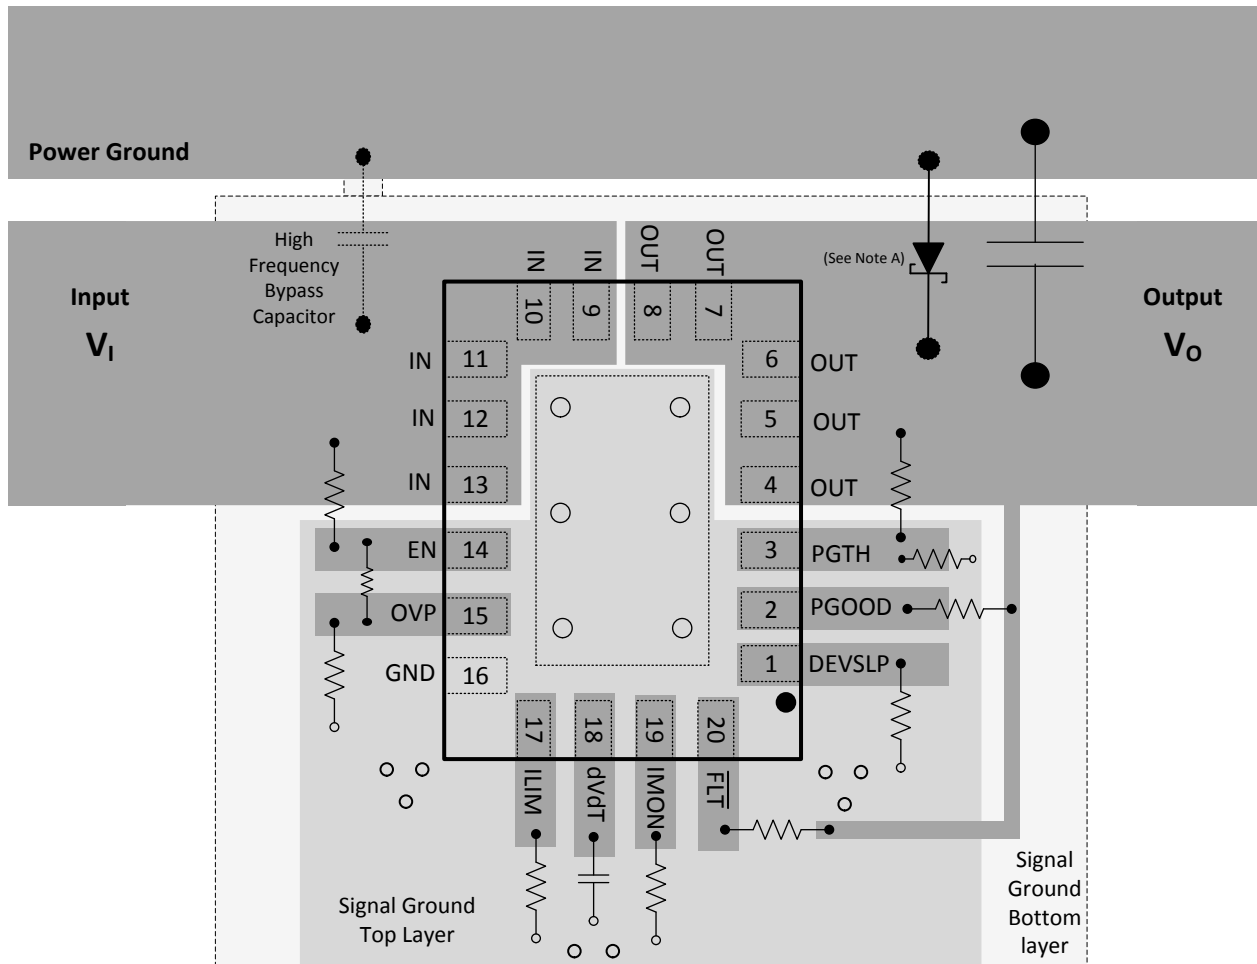 Power Ground
High
Frequency
Bypass
Capacitor
Input
V_I
(See Note A)
Output
V_O
IN
IN
OUT
OUT
10
9
8
7
IN
11
6
OUT
IN
12
5
OUT
IN
13
4
OUT
EN
14
3
PGTH
OVP
15
2
PGOOD
GND
16
1
DEVSLP
17
18
19
20
ILIM
dVdT
IMON
FLT
Signal Ground
Top Layer
Signal
Ground
Bottom
layer